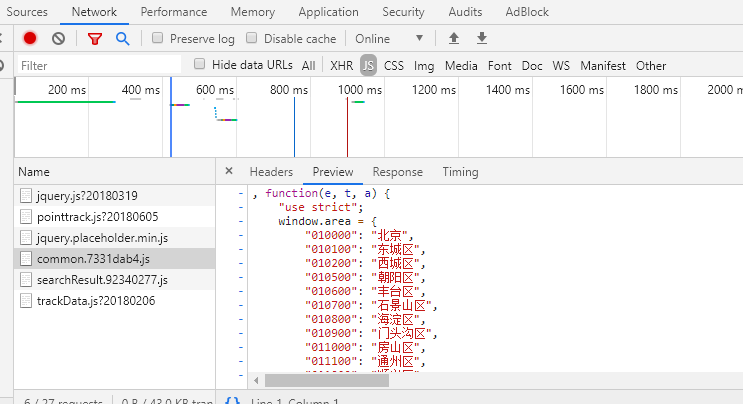 Sources Network Performance Memory Application Security Audits AdBlock
Preserve log Disable cache Online
Filter Hide data URLs All XHR JS CSS Img Media Font Doc WS Manifest Other
200 ms 400 ms 600 ms 800 ms 1000 ms 1200 ms 1400 ms 1600 ms 1800 ms 2000 m
Name
× Headers Preview Response Timing
jquery.js?20180319
pointtrack.js?20180605
jquery.placeholder.min.js
common.7331dab4.js
searchResult.92340277.js
trackData.js?20180206
- , function(e, t, a) {
- "use strict";
- window.area = {
- "010000": "北京",
- "010100": "东城区",
- "010200": "西城区",
- "010500": "朝阳区",
- "010600": "丰台区",
- "010700": "石景山区",
- "010800": "海淀区",
- "010900": "门头沟区",
- "011000": "房山区",
- "011100": "通州区",
6 / 27 requests 0 B / 43.0 KB tran
{} Line 1, Column 1